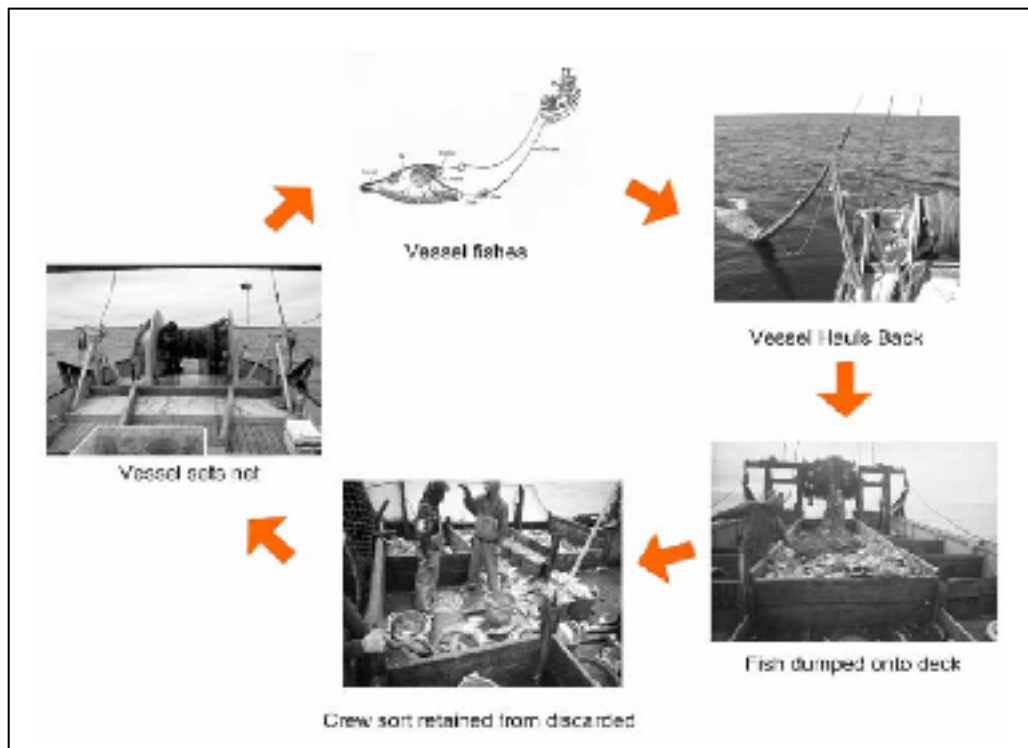 Vessel fishes
Vessel Hauls Back
Vessel sets net
Fish dumped onto deck
Crew sort retained from discarded